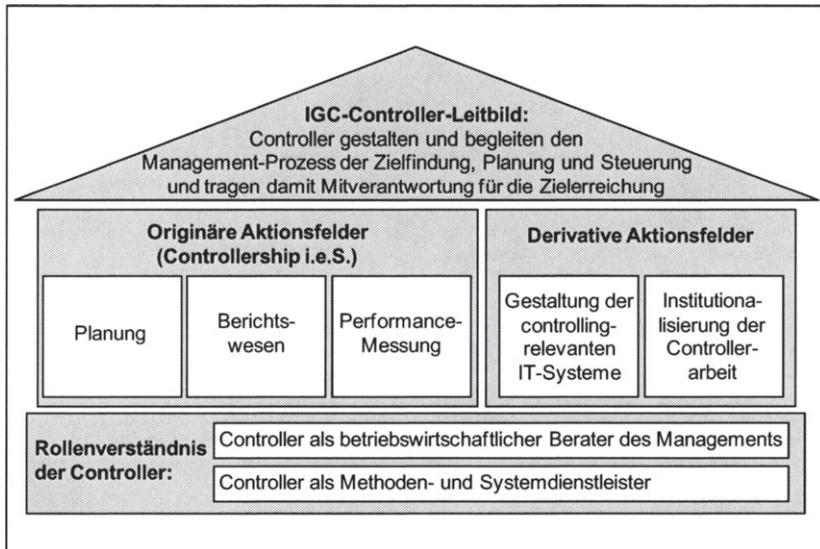 IGC-Controller-Leitbild:
Controller gestalten und begleiten den
Management-Prozess der Zielfindung, Planung und Steuerung
und tragen damit Mitverantwortung für die Zielerreichung
Originäre Aktionsfelder
(Controllership i.e.S.)
Planung
Berichts-
wesen
Performance-
Messung
Derivative Aktionsfelder
Gestaltung der
controlling-
relevanten
IT-Systeme
Institutiona-
lisierung der
Controller-
arbeit
Rollenverständnis
der Controller:
Controller als betriebswirtschaftlicher Berater des Managements
Controller als Methoden- und Systemdienstleister